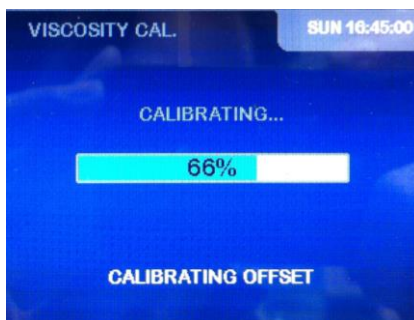 VISCOSITY CAL.
SUN 16:45:00
CALIBRATING...
66%
CALIBRATING OFFSET